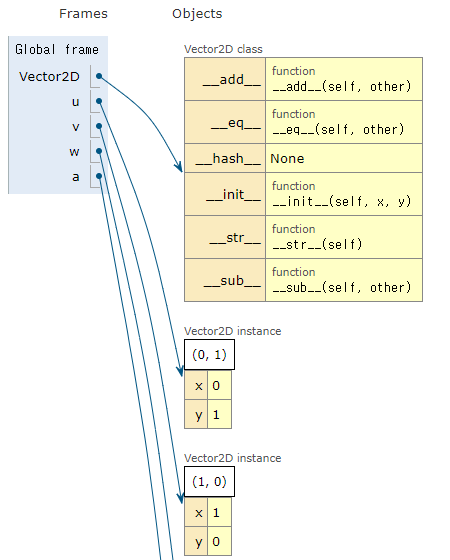 Frames Objects
Global frame
Vector2D
u
v
w
a
Vector2D class
__add__ function
__add__(self, other)
__eq__ function
__eq__(self, other)
__hash__ None
__init__ function
__init__(self, x, y)
__str__ function
__str__(self)
__sub__ function
__sub__(self, other)
Vector2D instance
(0, 1)
x 0
y 1
Vector2D instance
(1, 0)
x 1
y 0